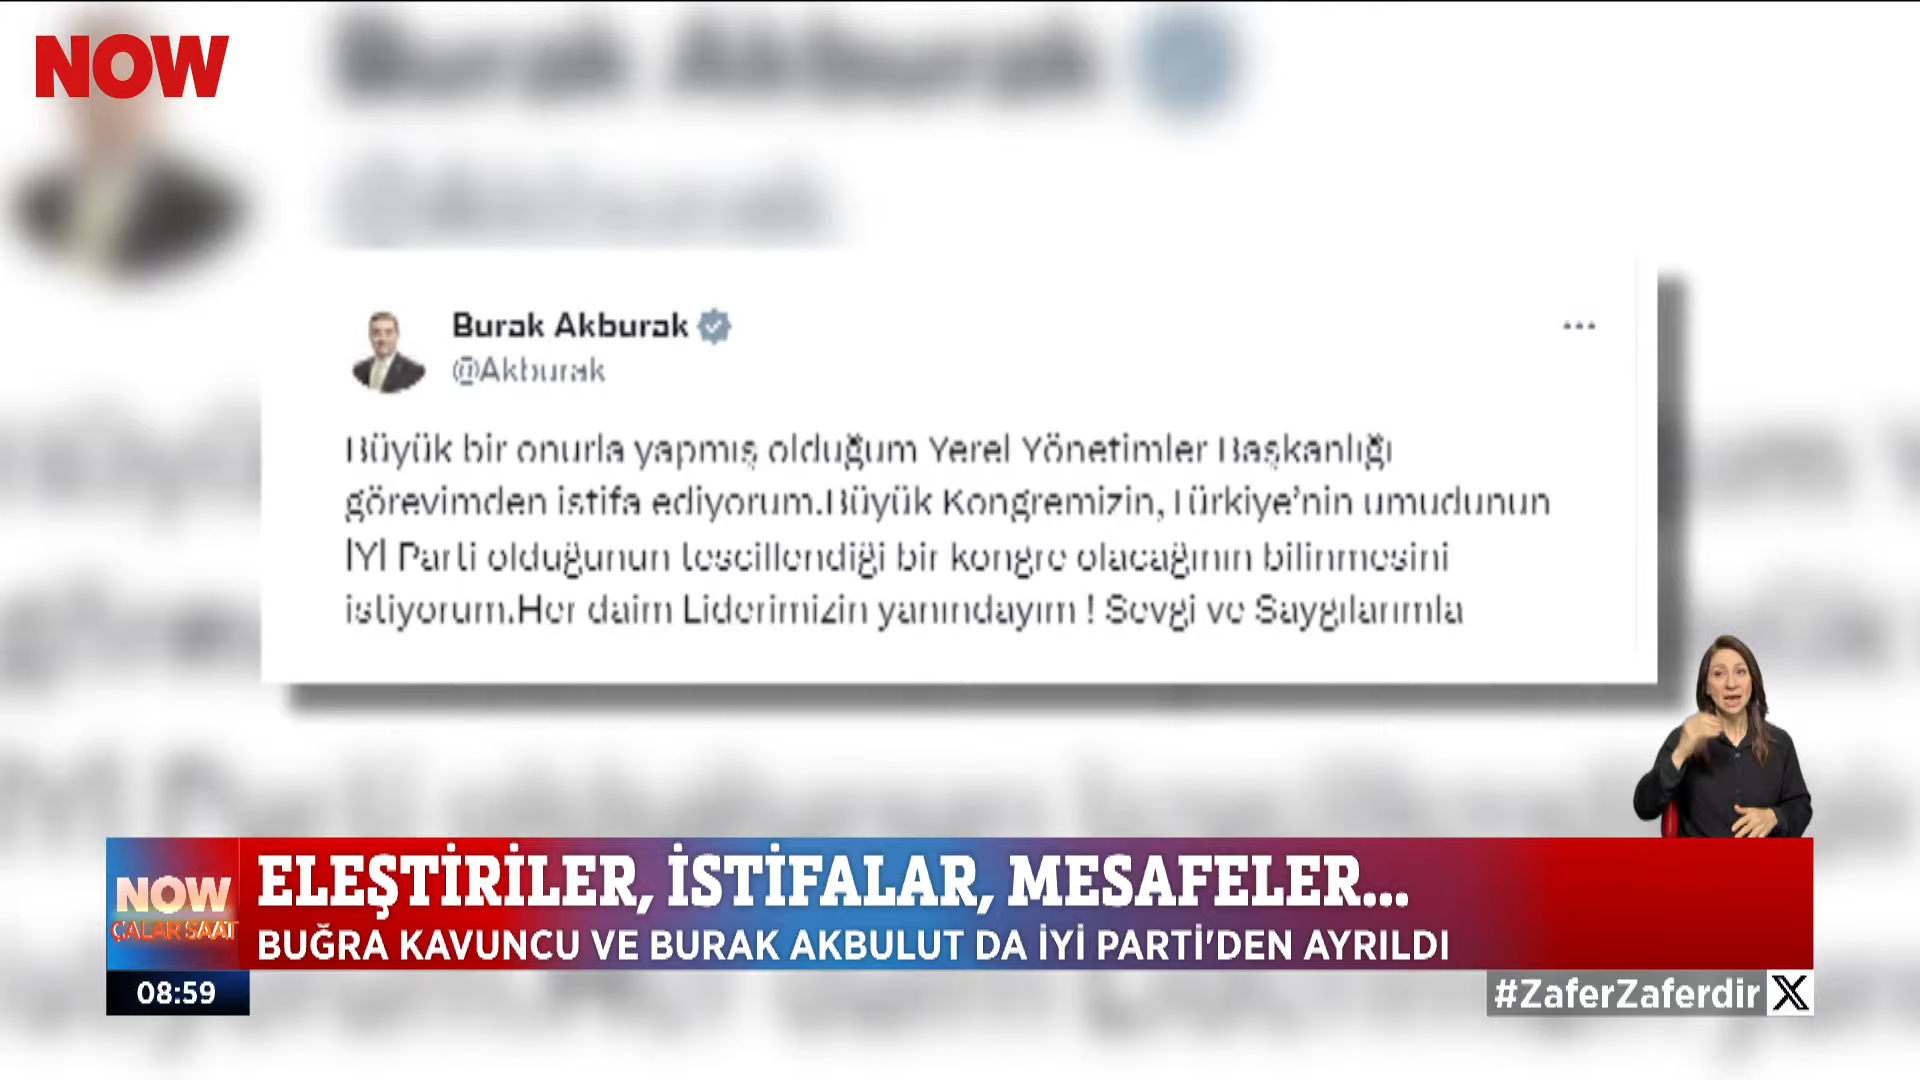 NOW
Burak Akburak
@Akburak
Burak Akburak
@Akburak
Büyük bir onurla yapmış olduğum Yerel Yönetimler Başkanlığı
görevimden istifa ediyorum.Büyük Kongremizin,Türkiye'nin umudunun
İYİ Parti olduğunun tescillendiği bir kongre olacağının bilinmesini
istiyorum.Her daim Liderimizin yanındayım ! Sevgi ve Saygılarımla
NOW
ÇALAR SAAT
ELEŞTİRİLER, İSTİFALAR, MESAFELER...
BUĞRA KAVUNCU VE BURAK AKBULUT DA İYİ PARTİ'DEN AYRILDI
08:59
#ZaferZaferdir X